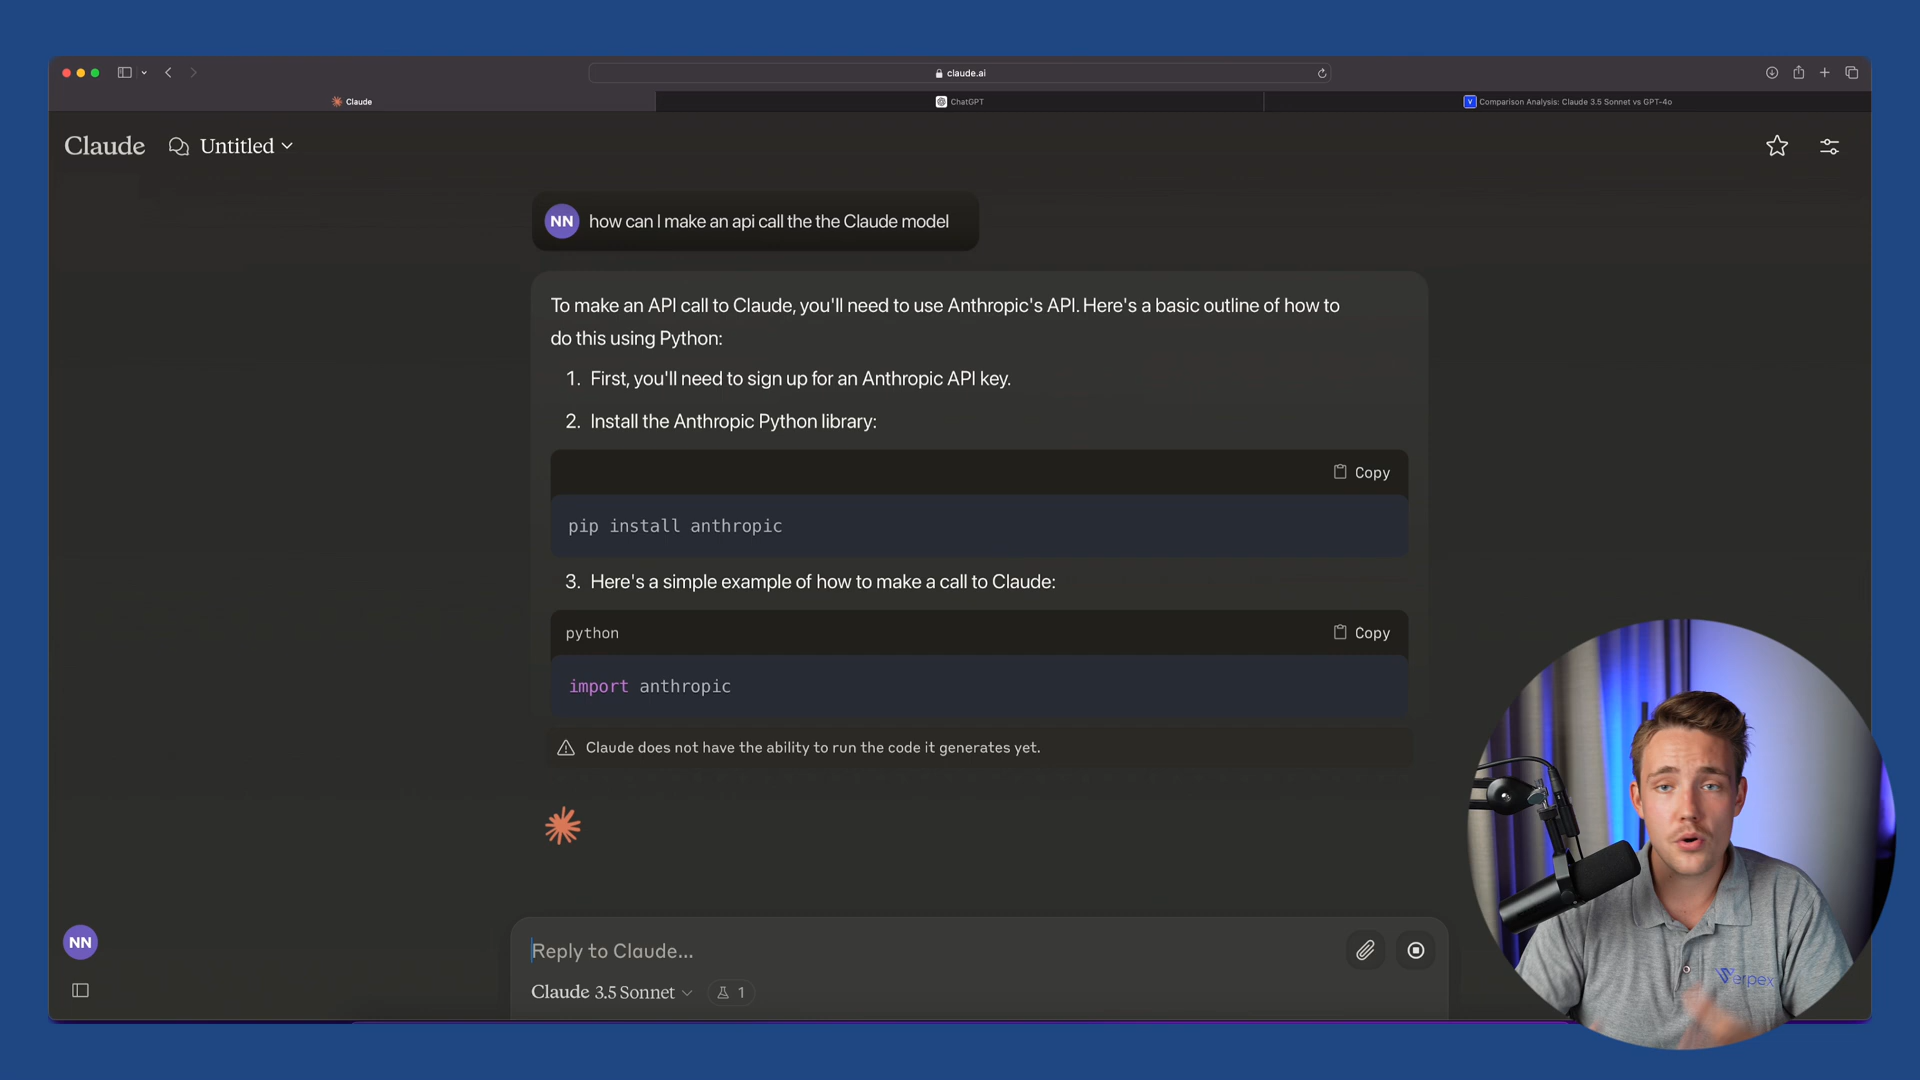 claude.ai
Claude
ChatGPT
V
Comparison Analysis: Claude 3.5 Sonnet vs GPT-4o
Claude
Untitled
NN
how can I make an api call the the Claude model
To make an API call to Claude, you'll need to use Anthropic's API. Here's a basic outline of how to
do this using Python:
1. First, you'll need to sign up for an Anthropic API key.
2. Install the Anthropic Python library:
Copy
pip install anthropic
3. Here's a simple example of how to make a call to Claude:
python
Copy
import anthropic
Claude does not have the ability to run the code it generates yet.
NN
Reply to Claude...
Claude 3.5 Sonnet
1
Verpex